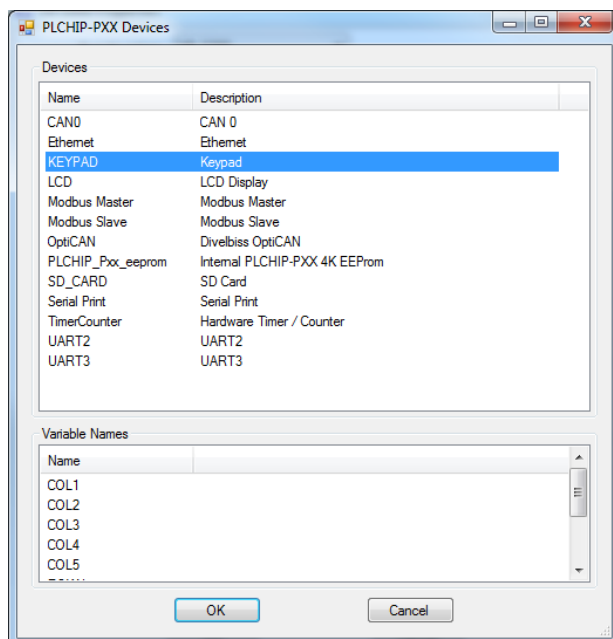 PLCHIP-PXX Devices
Devices
Name Description
CAN0 CAN 0
Ethernet Ethernet
KEYPAD Keypad
LCD LCD Display
Modbus Master Modbus Master
Modbus Slave Modbus Slave
OptiCAN Divelbiss OptiCAN
PLCHIP_Pxx_eeprom Internal PLCHIP-PXX 4K EEProm
SD_CARD SD Card
Serial Print Serial Print
TimerCounter Hardware Timer / Counter
UART2 UART2
UART3 UART3
Variable Names
Name
COL1
COL2
COL3
COL4
COL5
OK Cancel